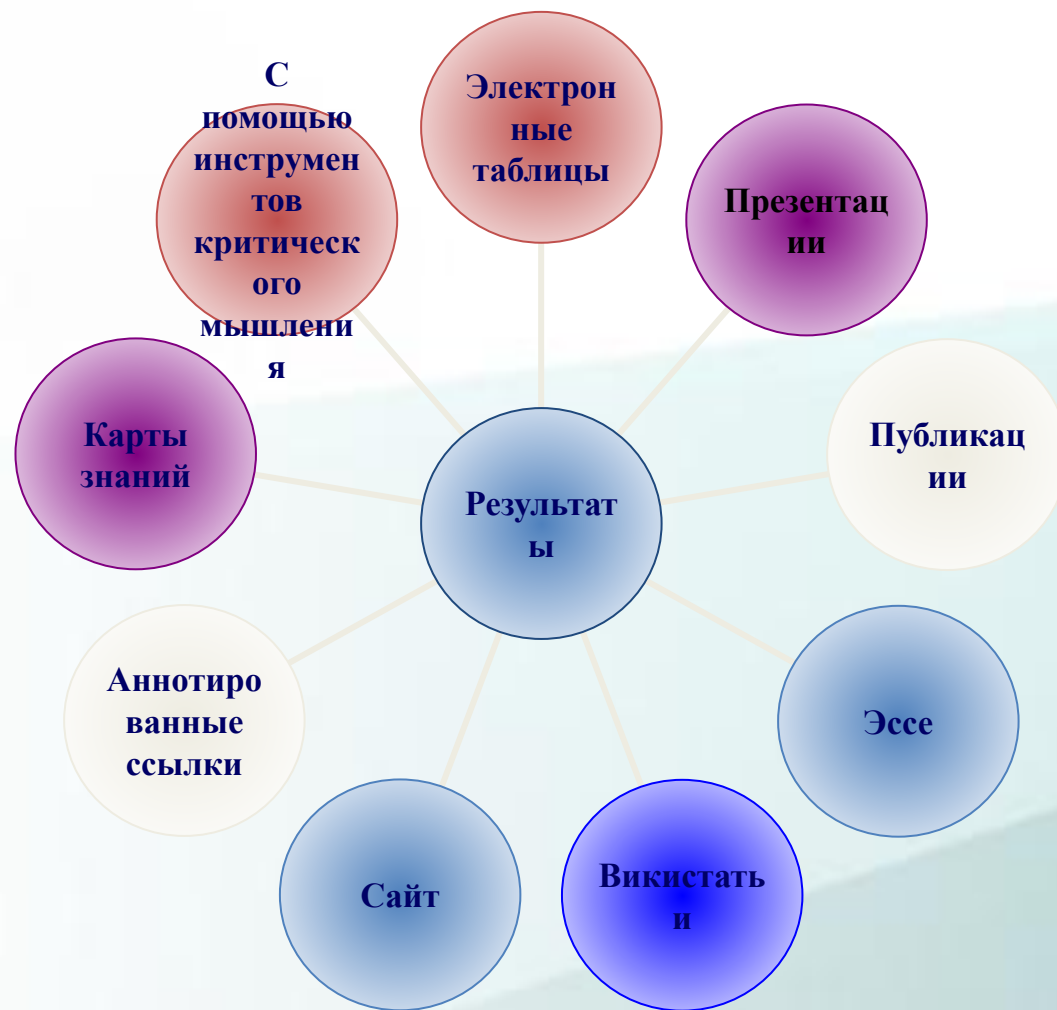 С
помощью
инструмен
тов
критическ
ого
мышлени
я
Электрон
ные
таблицы
Презентац
ии
Карты
знаний
Публикац
ии
Результат
ы
Аннотиро
ванные
ссылки
Эссе
Сайт
Викистать
и